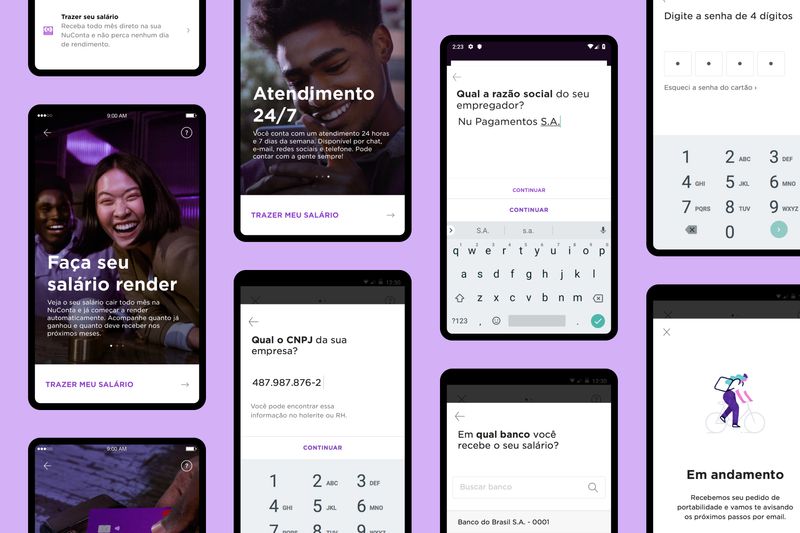 Trazer seu salário
Receba todo mês direto na sua
NuConta e não perca nenhum dia
de rendimento.
9:00 AM
?
Faça seu
salário render
Veja o seu salário cair todo mês na
NuConta e já começar a render
automaticamente. Acompanhe quanto já
ganhou e quanto deve receber nos
próximos meses.
TRAZER MEU SALÁRIO
9:00 AM
?
Atendimento
24/7
Você conta com um atendimento 24 horas
e 7 dias da semana. Disponível por chat,
e-mail, redes sociais e telefone. Pode
contar com a gente sempre!
TRAZER MEU SALÁRIO
12:30
Qual o CNPJ da sua
empresa?
487.987.876-2
Você pode encontrar essa
informação no holerite ou RH.
CONTINUAR
1 2 ABC 3 DEF
4 GHI 5 JKL 6 MNO
7 PQRS 8 TUV 9 WXYZ
2:23
Qual a razão social do seu
empregador?
Nu Pagamentos S.A.
CONTINUAR
CONTINUAR
S.A. s.a.
q w e r t y u i o p
a s d f g h j k l
z x c v b n m
?123 , .
12:30
Em qual banco você
recebe o seu salário?
Buscar banco
Banco do Brasil S.A. - 0001
Digite a senha de 4 dígitos
Esqueci a senha do cartão ›
1 2 ABC 3 DEF
4 GHI 5 JKL 6 MNO
7 PQRS 8 TUV 9 WXYZ
0
Em andamento
Recebemos seu pedido de
portabilidade e vamos te avisando
os próximos passos por email.